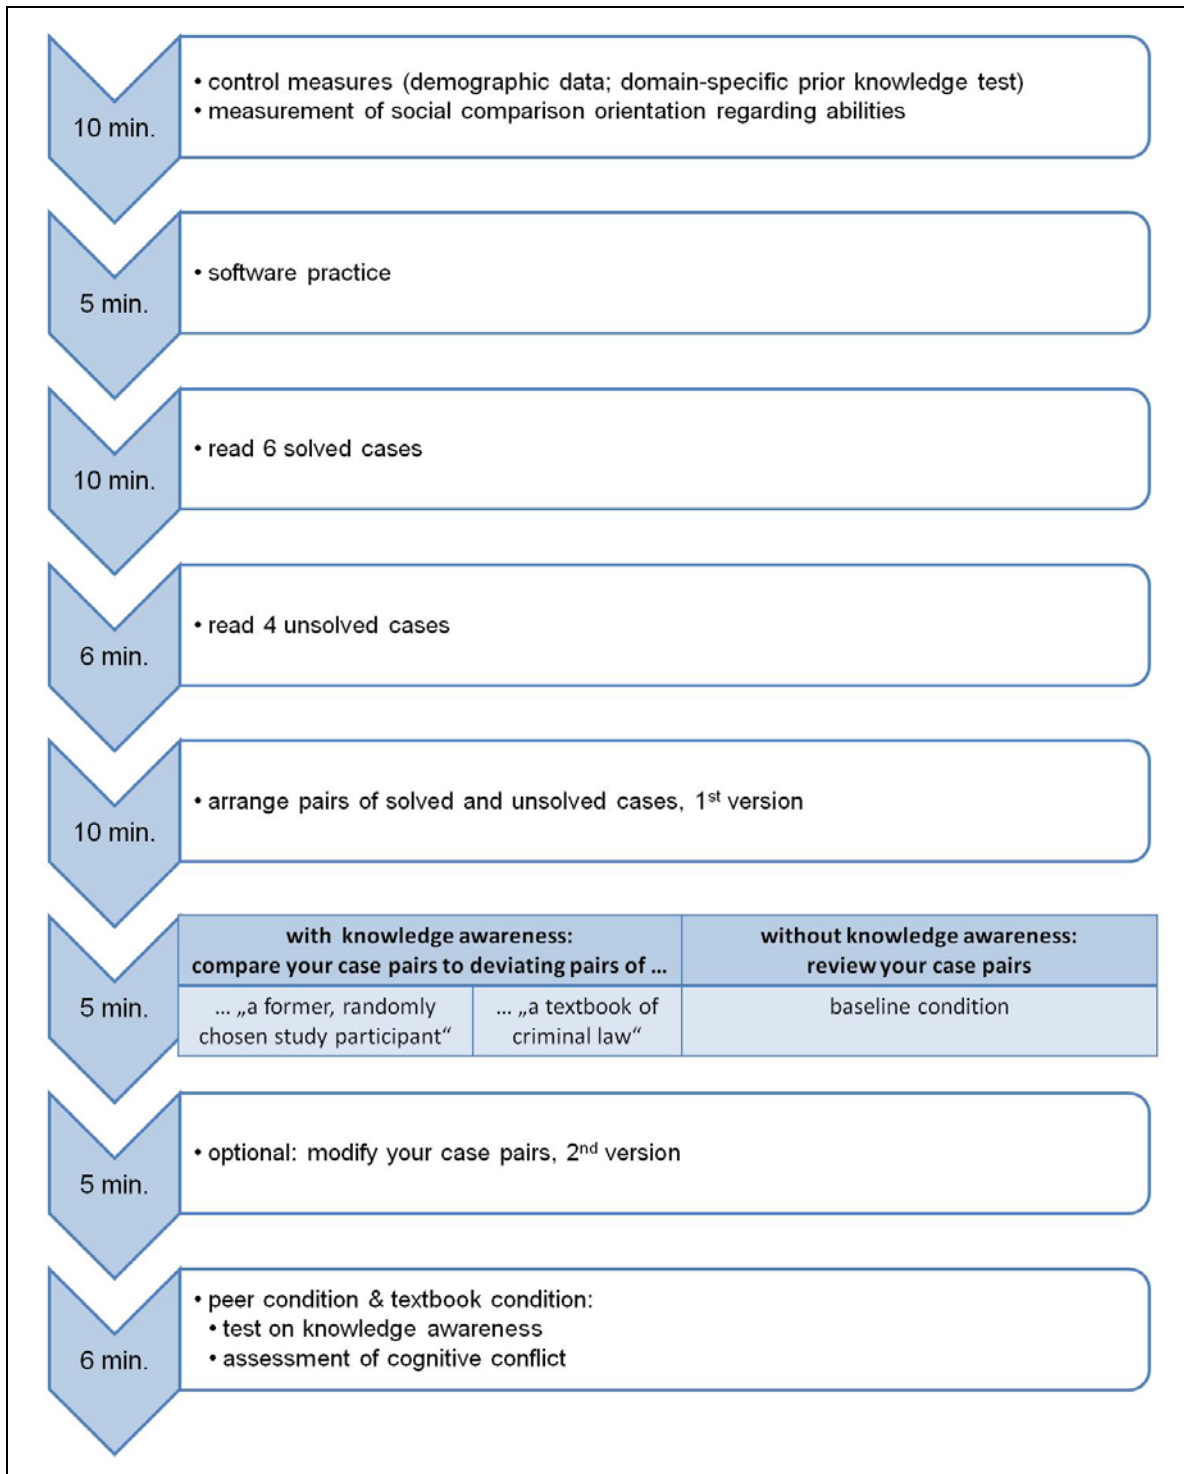 • control measures (demographic data; domain-specific prior knowledge test)
• measurement of social comparison orientation regarding abilities
10 min.
• software practice
5 min.
• read 6 solved cases
10 min.
• read 4 unsolved cases
6 min.
• arrange pairs of solved and unsolved cases, 1st version
10 min.
with knowledge awareness:
compare your case pairs to deviating pairs of ...
without knowledge awareness:
review your case pairs
5 min.
... „a former, randomly
chosen study participant“
... „a textbook of
criminal law“
baseline condition
• optional: modify your case pairs, 2nd version
5 min.
• peer condition & textbook condition:
• test on knowledge awareness
• assessment of cognitive conflict
6 min.